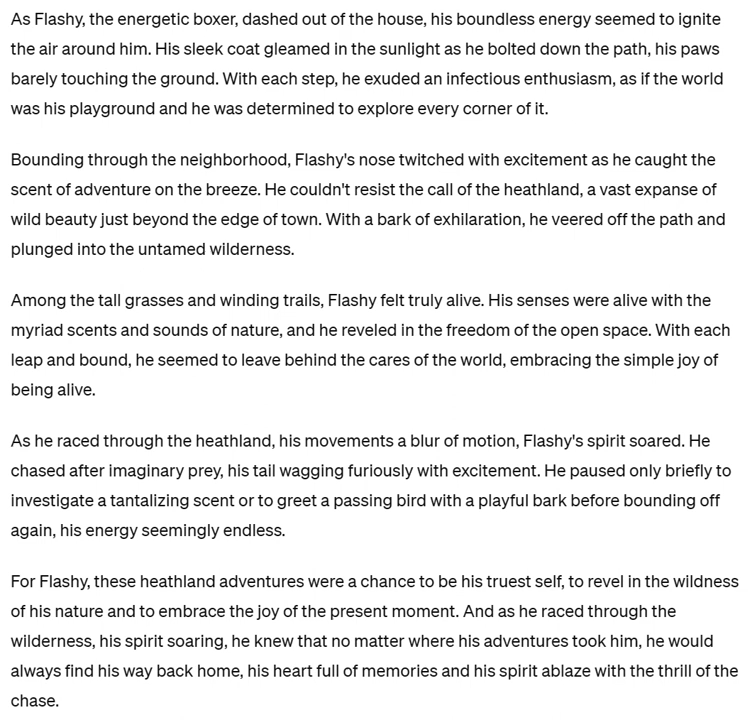 As Flashy, the energetic boxer, dashed out of the house, his boundless energy seemed to ignite
the air around him. His sleek coat gleamed in the sunlight as he bolted down the path, his paws
barely touching the ground. With each step, he exuded an infectious enthusiasm, as if the world
was his playground and he was determined to explore every corner of it.
Bounding through the neighborhood, Flashy's nose twitched with excitement as he caught the
scent of adventure on the breeze. He couldn't resist the call of the heathland, a vast expanse of
wild beauty just beyond the edge of town. With a bark of exhilaration, he veered off the path and
plunged into the untamed wilderness.
Among the tall grasses and winding trails, Flashy felt truly alive. His senses were alive with the
myriad scents and sounds of nature, and he reveled in the freedom of the open space. With each
leap and bound, he seemed to leave behind the cares of the world, embracing the simple joy of
being alive.
As he raced through the heathland, his movements a blur of motion, Flashy's spirit soared. He
chased after imaginary prey, his tail wagging furiously with excitement. He paused only briefly to
investigate a tantalizing scent or to greet a passing bird with a playful bark before bounding off
again, his energy seemingly endless.
For Flashy, these heathland adventures were a chance to be his truest self, to revel in the wildness
of his nature and to embrace the joy of the present moment. And as he raced through the
wilderness, his spirit soaring, he knew that no matter where his adventures took him, he would
always find his way back home, his heart full of memories and his spirit ablaze with the thrill of the
chase.